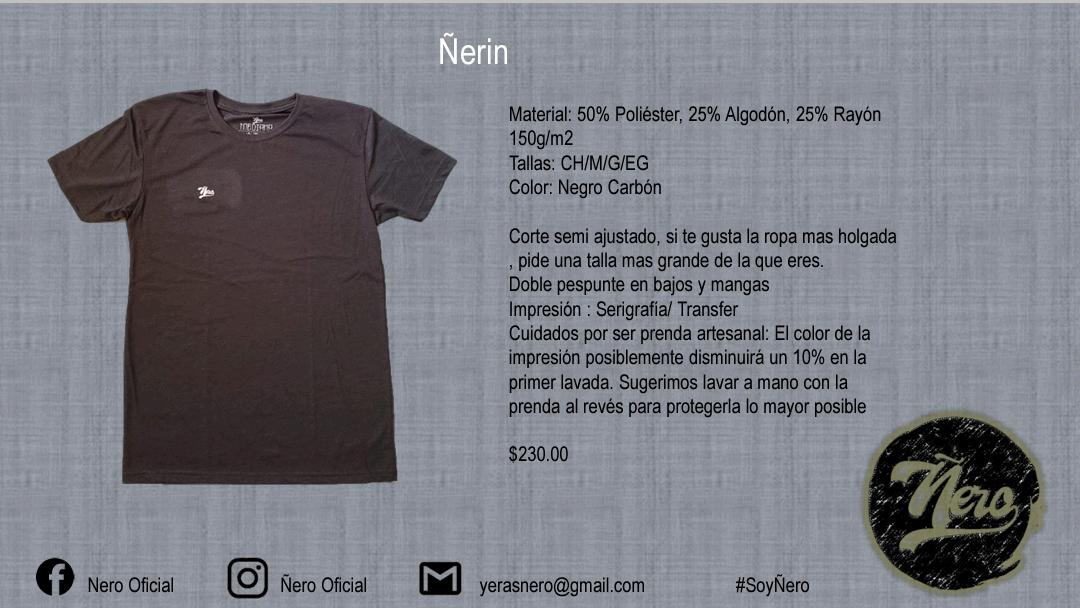 Ñerin
Material: 50% Poliéster, 25% Algodón, 25% Rayón
150g/m2
Tallas: CH/M/G/EG
Color: Negro Carbón
Corte semi ajustado, si te gusta la ropa mas holgada
, pide una talla mas grande de la que eres.
Doble pespunte en bajos y mangas
Impresión : Serigrafía/ Transfer
Cuidados por ser prenda artesanal: El color de la
impresión posiblemente disminuirá un 10% en la
primer lavada. Sugerimos lavar a mano con la
prenda al revés para protegerla lo mayor posible
$230.00
Ñero
Ñero
Nero Oficial
Ñero Oficial
yerasnero@gmail.com
#SoyÑero